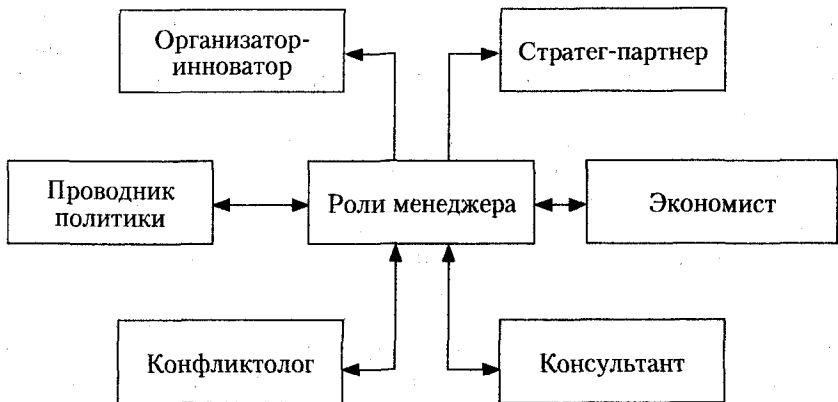 Организатор-
инноватор
Стратег-партнер
Проводник
политики
Роли менеджера
Экономист
Конфликтолог
Консультант